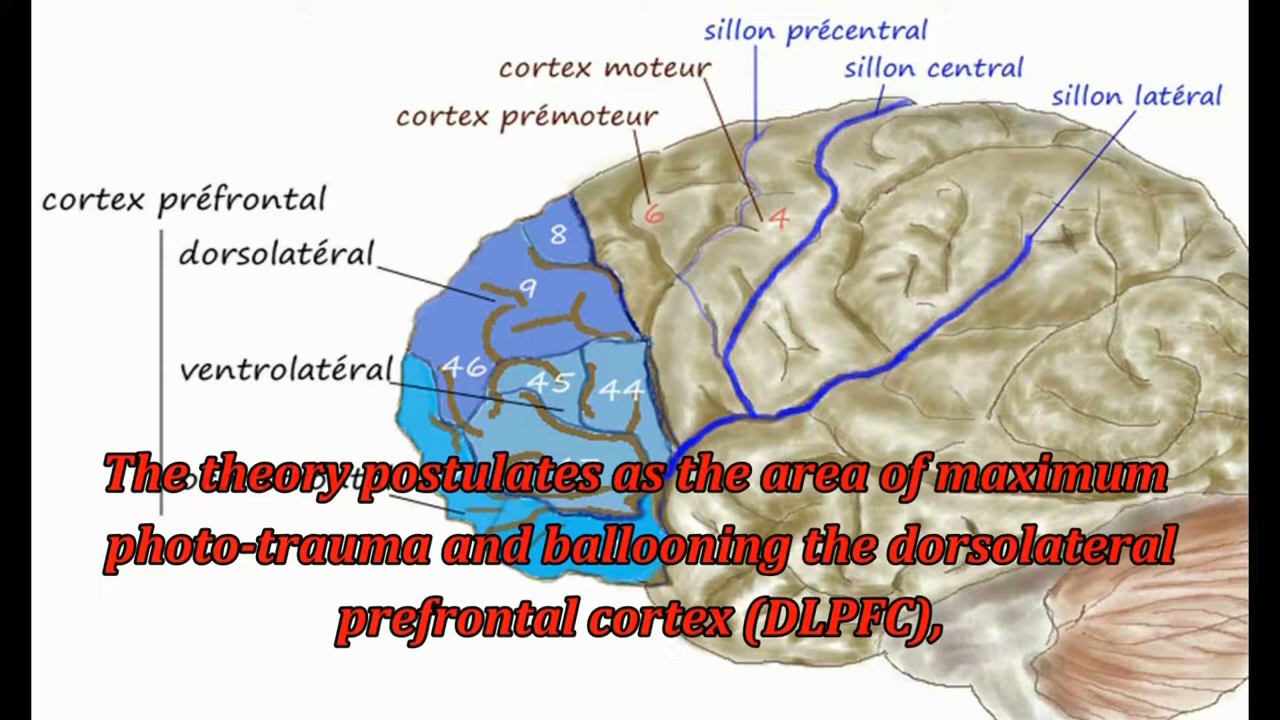 sillon précentral
cortex moteur
sillon central
sillon latéral
cortex prémoteur
cortex préfrontal
6
4
dorsolatéral
8
9
ventrolatéral
46
45
44
The theory postulates as the area of maximum
photo-trauma and ballooning the dorsolateral
prefrontal cortex (DLPFC),